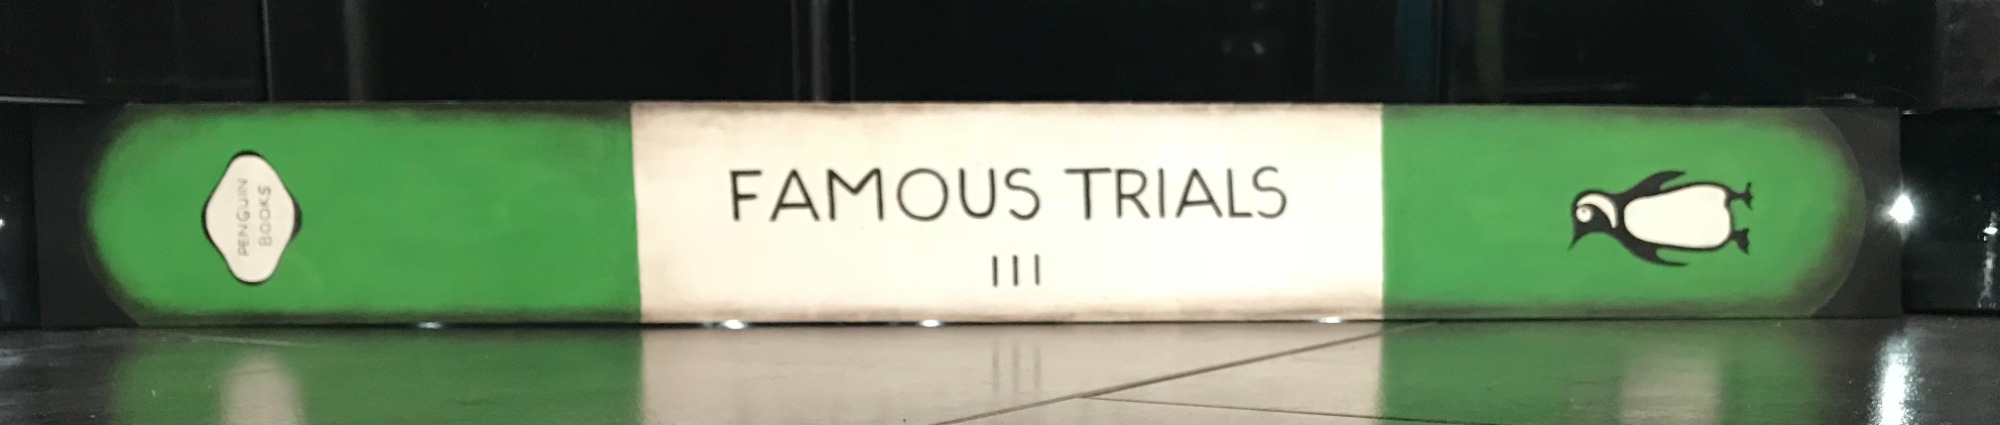 PENGUIN
BOOKS
FAMOUS TRIALS
III